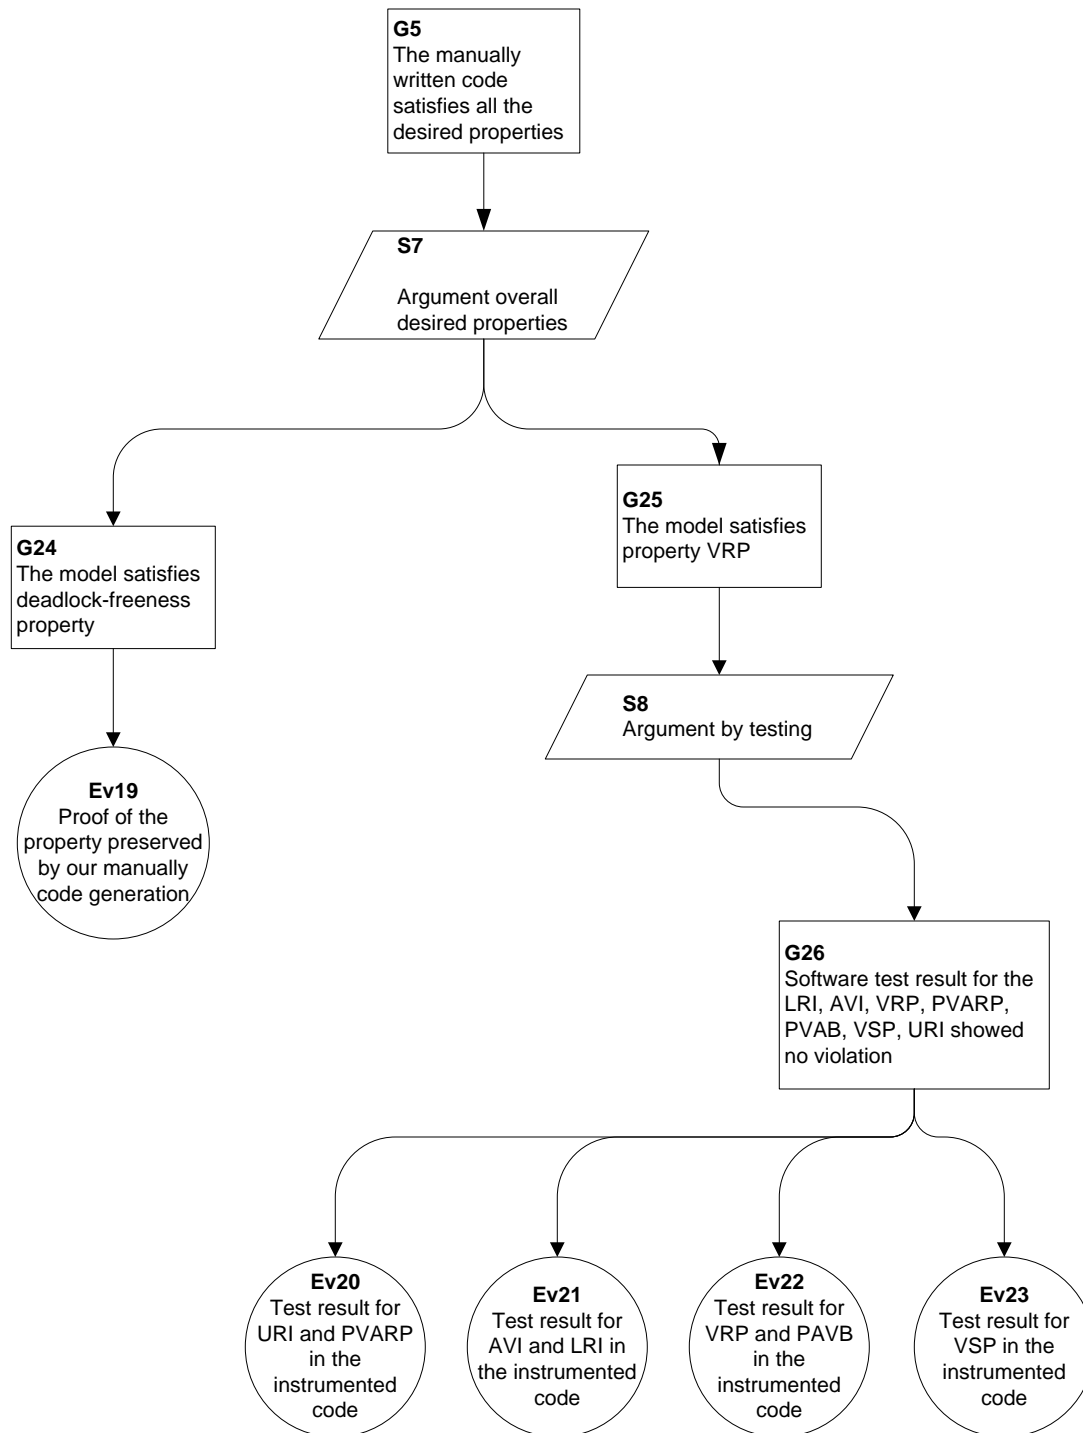 G5
The manually
written code
satisfies all the
desired properties
S7
Argument overall
desired properties
G24
The model satisfies
deadlock-freeness
property
G25
The model satisfies
property VRP
S8
Argument by testing
Ev19
Proof of the
property preserved
by our manually
code generation
G26
Software test result for the
LRI, AVI, VRP, PVARP,
PVAB, VSP, URI showed
no violation
Ev20
Test result for
URI and PVARP
in the
instrumented
code
Ev21
Test result for
AVI and LRI in
the instrumented
code
Ev22
Test result for
VRP and PAVB
in the
instrumented
code
Ev23
Test result for
VSP in the
instrumented
code